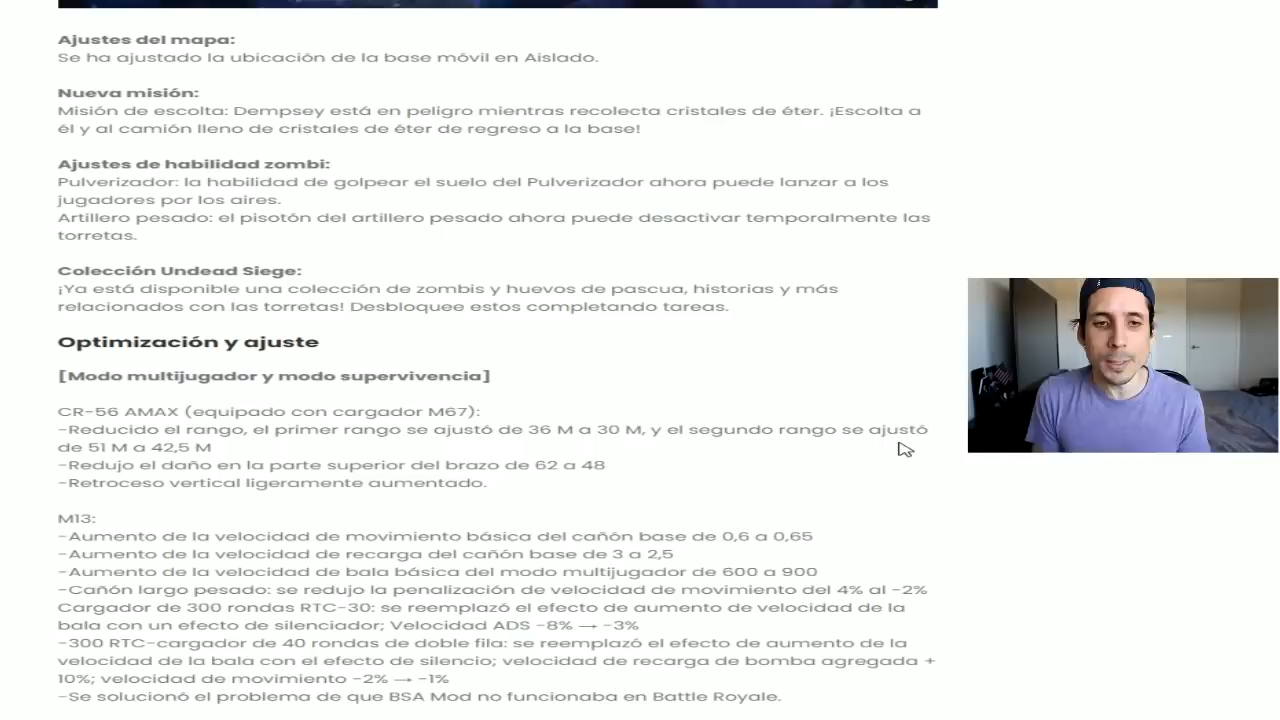 Ajustes del mapa:
Se ha ajustado la ubicación de la base móvil en Aislado.
Nueva misión:
Misión de escolta: Dempsey está en peligro mientras recolecta cristales de éter. ¡Escolta a
él y al camión lleno de cristales de éter de regreso a la base!
Ajustes de habilidad zombi:
Pulverizador: la habilidad de golpear el suelo del Pulverizador ahora puede lanzar a los
jugadores por los aires.
Artillero pesado: el pisotón del artillero pesado ahora puede desactivar temporalmente las
torretas.
Colección Undead Siege:
¡Ya está disponible una colección de zombis y huevos de pascua, historias y más
relacionados con las torretas! Desbloquee estos completando tareas.
Optimización y ajuste
[Modo multijugador y modo supervivencia]
CR-56 AMAX (equipado con cargador M67):
-Reducido el rango, el primer rango se ajustó de 36 M a 30 M, y el segundo rango se ajustó
de 51 M a 42,5 M
-Redujo el daño en la parte superior del brazo de 62 a 48
-Retroceso vertical ligeramente aumentado.
M13:
-Aumento de la velocidad de movimiento básica del cañón base de 0,6 a 0,65
-Aumento de la velocidad de recarga del cañón base de 3 a 2,5
-Aumento de la velocidad de bala básica del modo multijugador de 600 a 900
-Cañón largo pesado: se redujo la penalización de velocidad de movimiento del 4% al -2%
Cargador de 300 rondas RTC-30: se reemplazó el efecto de aumento de velocidad de la
bala con un efecto de silenciador; Velocidad ADS -8% → -3%
-300 RTC-cargador de 40 rondas de doble fila: se reemplazó el efecto de aumento de la
velocidad de la bala con el efecto de silencio; velocidad de recarga de bomba agregada +
10%; velocidad de movimiento -2% → -1%
-Se solucionó el problema de que BSA Mod no funcionaba en Battle Royale.